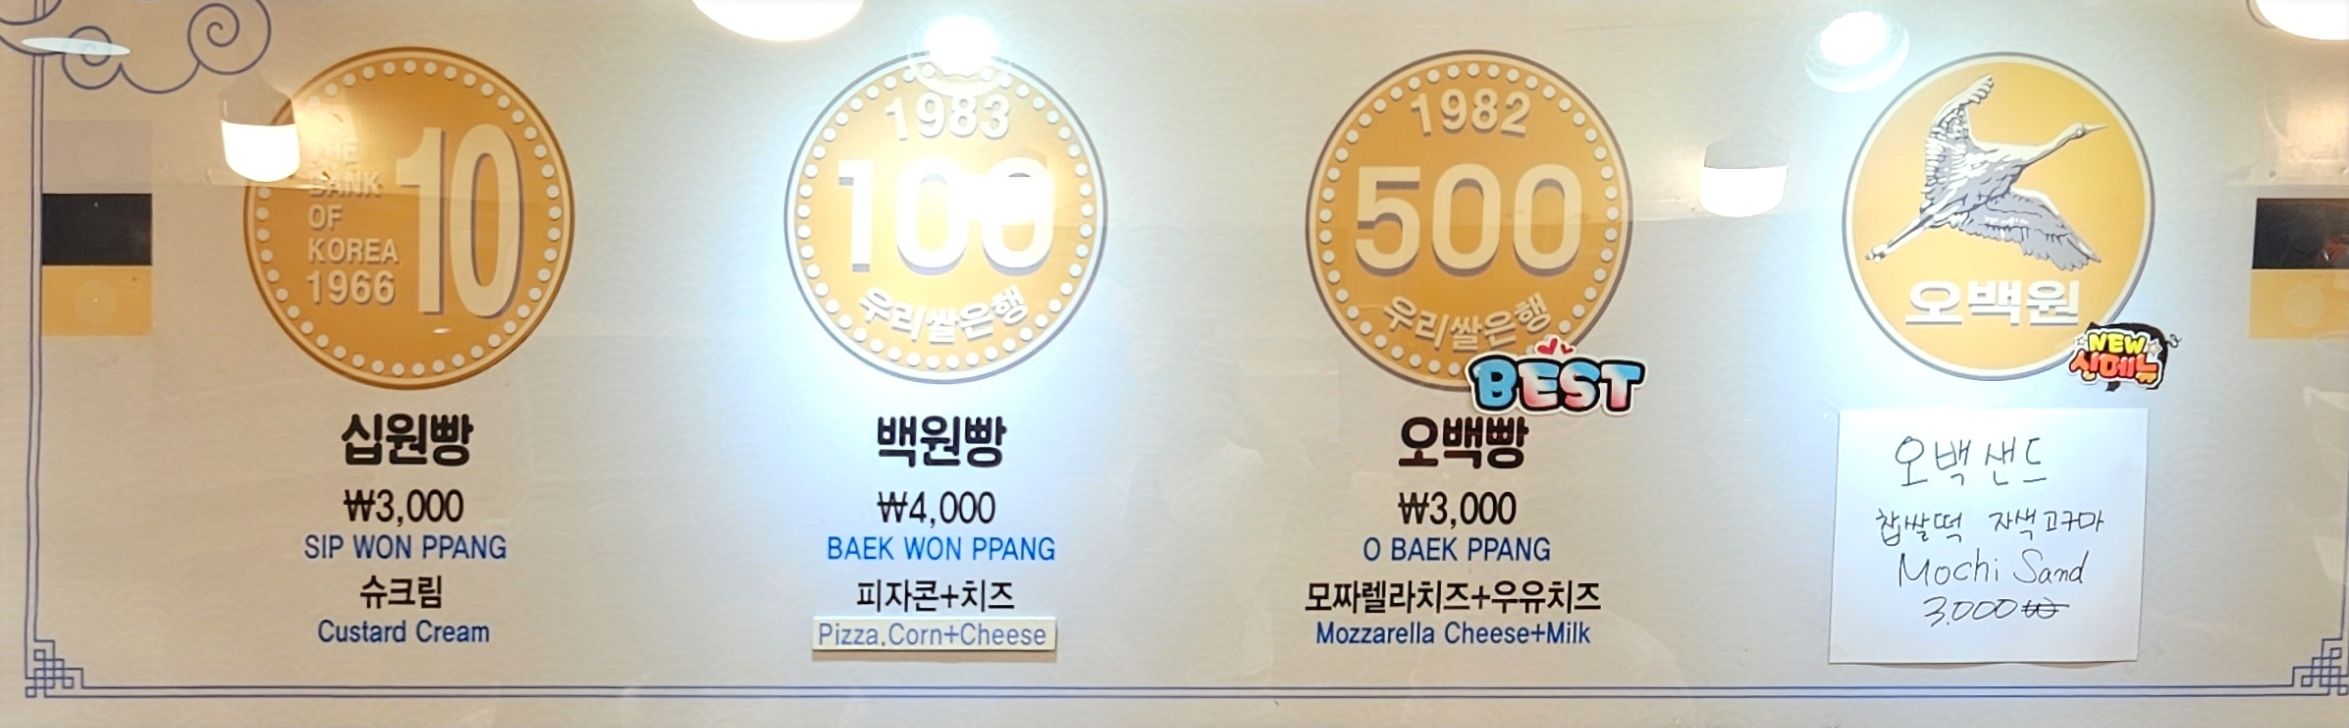 THE
BANK
OF
KOREA
1966
10
십원빵
₩3,000
SIP WON PPANG
슈크림
Custard Cream
1983
100
우리쌀은행
백원빵
₩4,000
BAEK WON PPANG
피자콘+치즈
Pizza.Corn+Cheese
1982
500
우리쌀은행
BEST
오백빵
₩3,000
O BAEK PPANG
모짜렐라치즈+우유치즈
Mozzarella Cheese+Milk
오백원
NEW
신메뉴
오백샌드
찹쌀떡 자색고구마
Mochi Sand
3.000₩